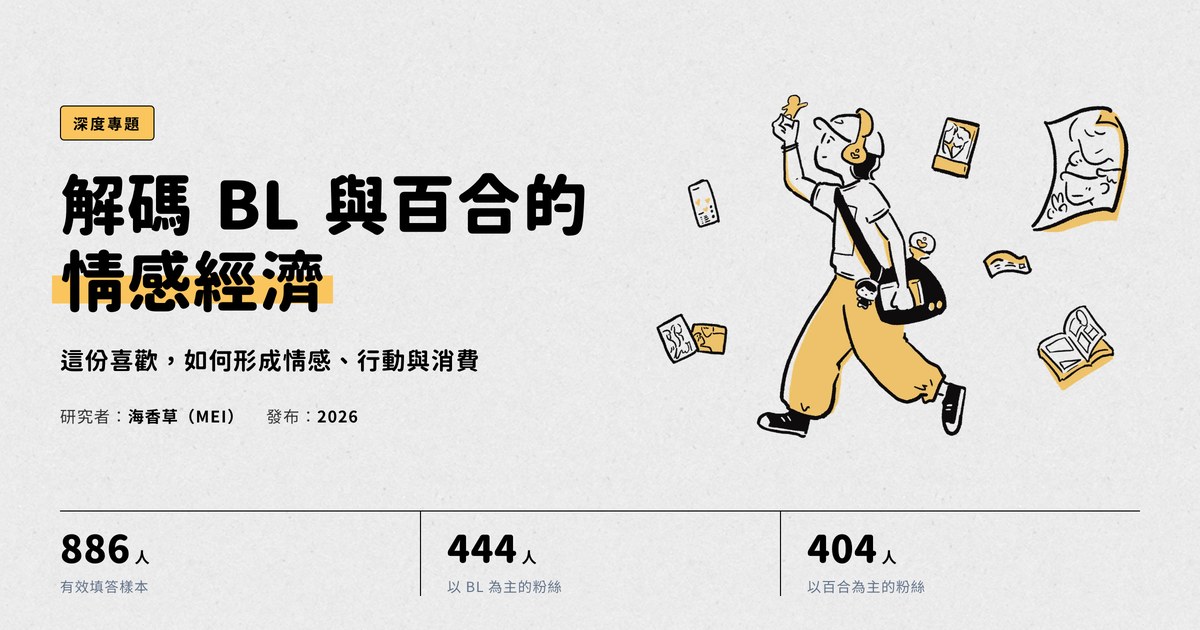 深度專題
解碼 BL 與百合的
情感經濟
這份喜歡，如何形成情感、行動與消費
研究者：海香草（MEI） 發布：2026
886人
有效填答樣本
444人
以 BL 為主的粉絲
404人
以百合為主的粉絲